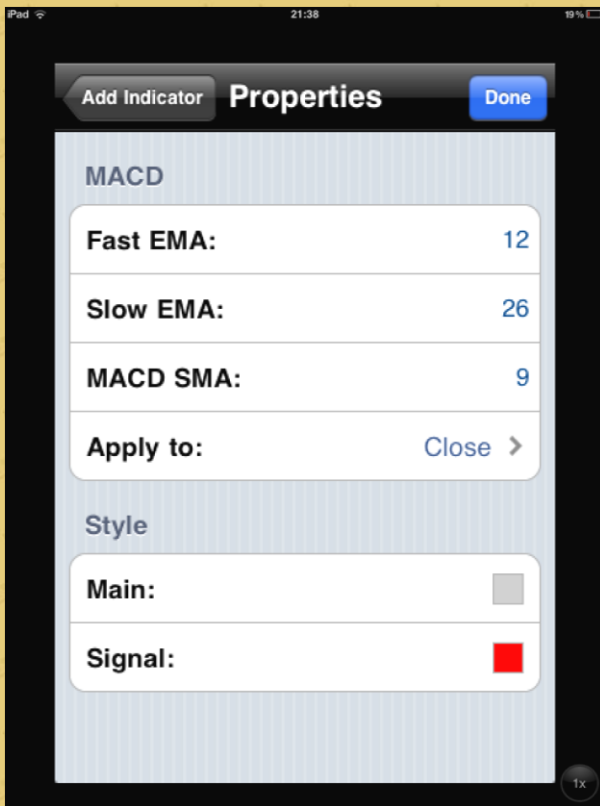 iPad 21:38 19%
Add Indicator Properties Done
MACD
Fast EMA: 12
Slow EMA: 26
MACD SMA: 9
Apply to: Close
Style
Main:
Signal:
1x